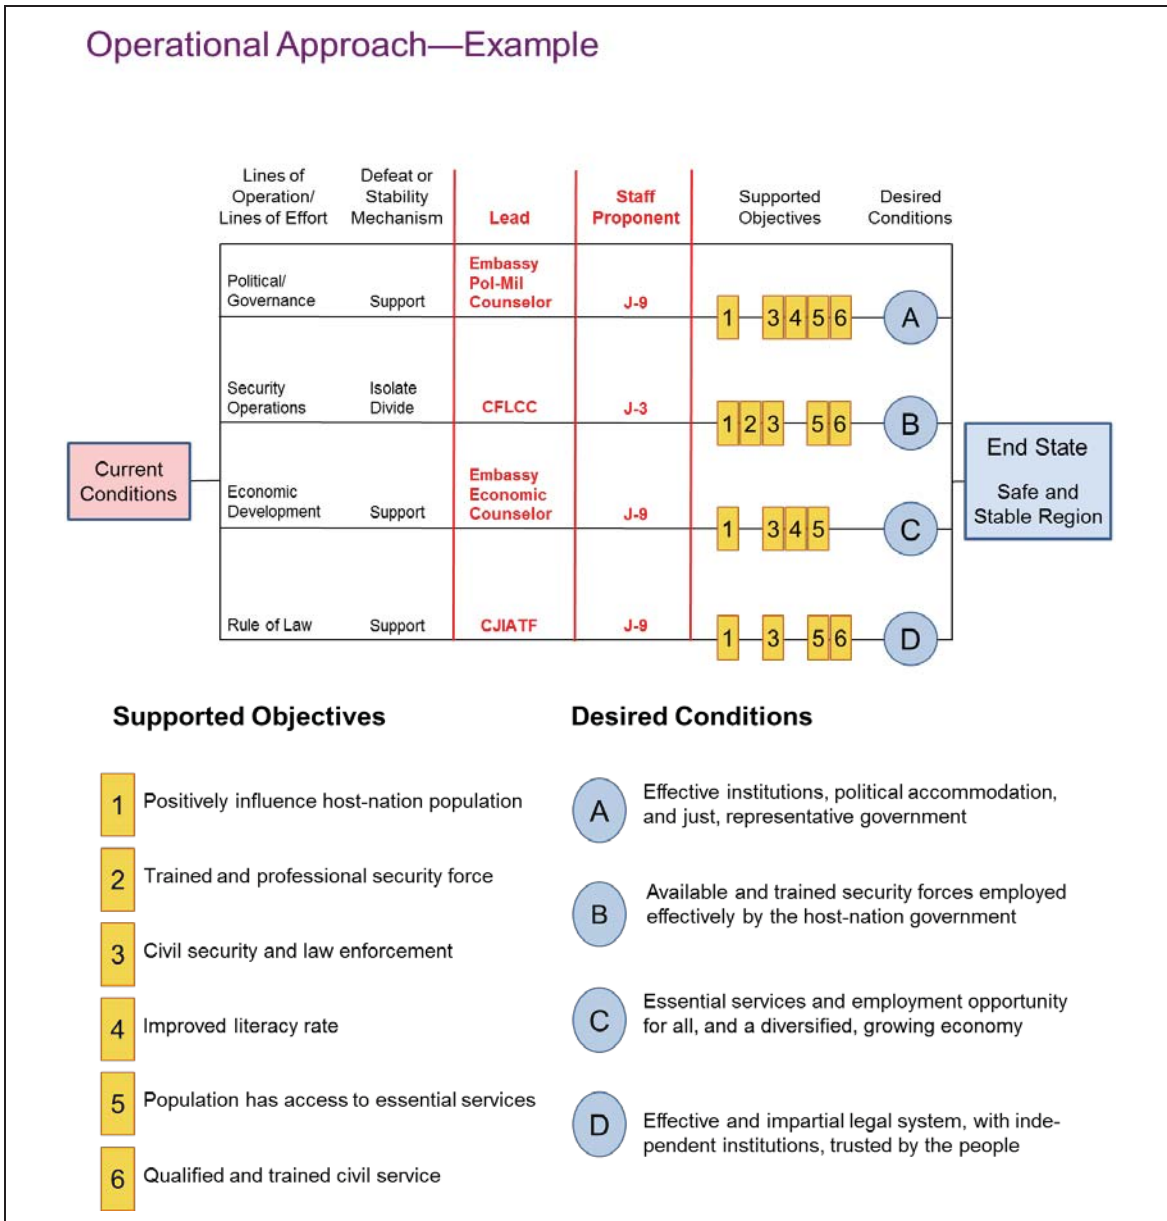 Operational Approach—Example
Lines of
Operation/
Lines of Effort
Defeat or
Stability
Mechanism
Lead
Staff
Proponent
Supported
Objectives
Desired
Conditions
Political/
Governance
Support
Embassy
Pol-Mil
Counselor
J-9
1 3 4 5 6
A
Security
Operations
Isolate
Divide
CFLCC
J-3
1 2 3 5 6
B
Current
Conditions
End State
Safe and
Stable Region
Economic
Development
Support
Embassy
Economic
Counselor
J-9
1 3 4 5
C
Rule of Law
Support
CJIATF
J-9
1 3 5 6
D
Supported Objectives
1 Positively influence host-nation population
2 Trained and professional security force
3 Civil security and law enforcement
4 Improved literacy rate
5 Population has access to essential services
6 Qualified and trained civil service
Desired Conditions
A
Effective institutions, political accommodation,
and just, representative government
B
Available and trained security forces employed
effectively by the host-nation government
C
Essential services and employment opportunity
for all, and a diversified, growing economy
D
Effective and impartial legal system, with inde-
pendent institutions, trusted by the people